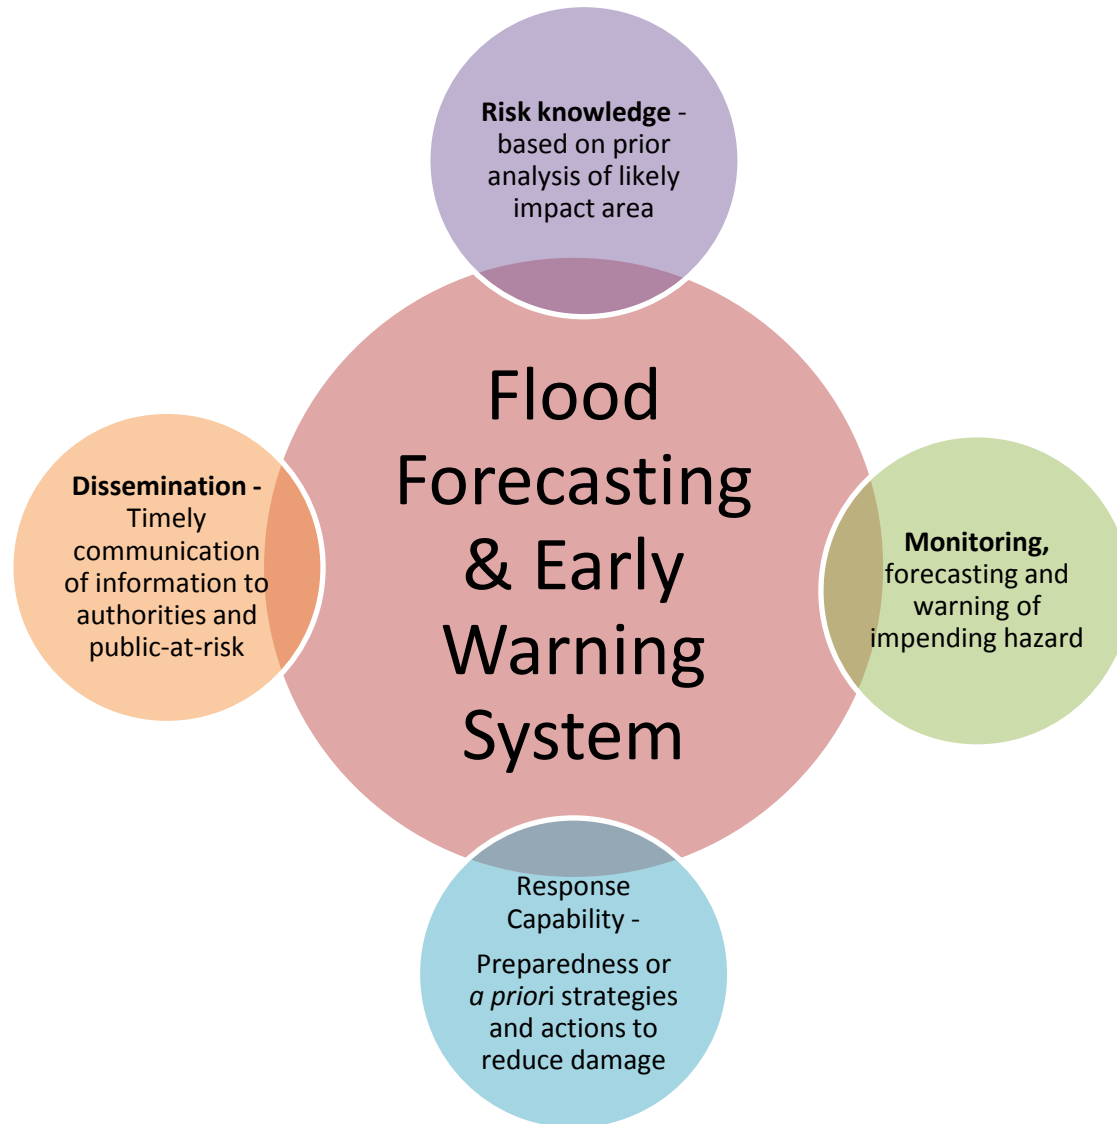 Risk knowledge -
based on prior
analysis of likely
impact area
Flood
Forecasting
& Early
Warning
System
Dissemination -
Timely
communication
of information to
authorities and
public-at-risk
Monitoring,
forecasting and
warning of
impending hazard
Response
Capability -
Preparedness or
a priori strategies
and actions to
reduce damage